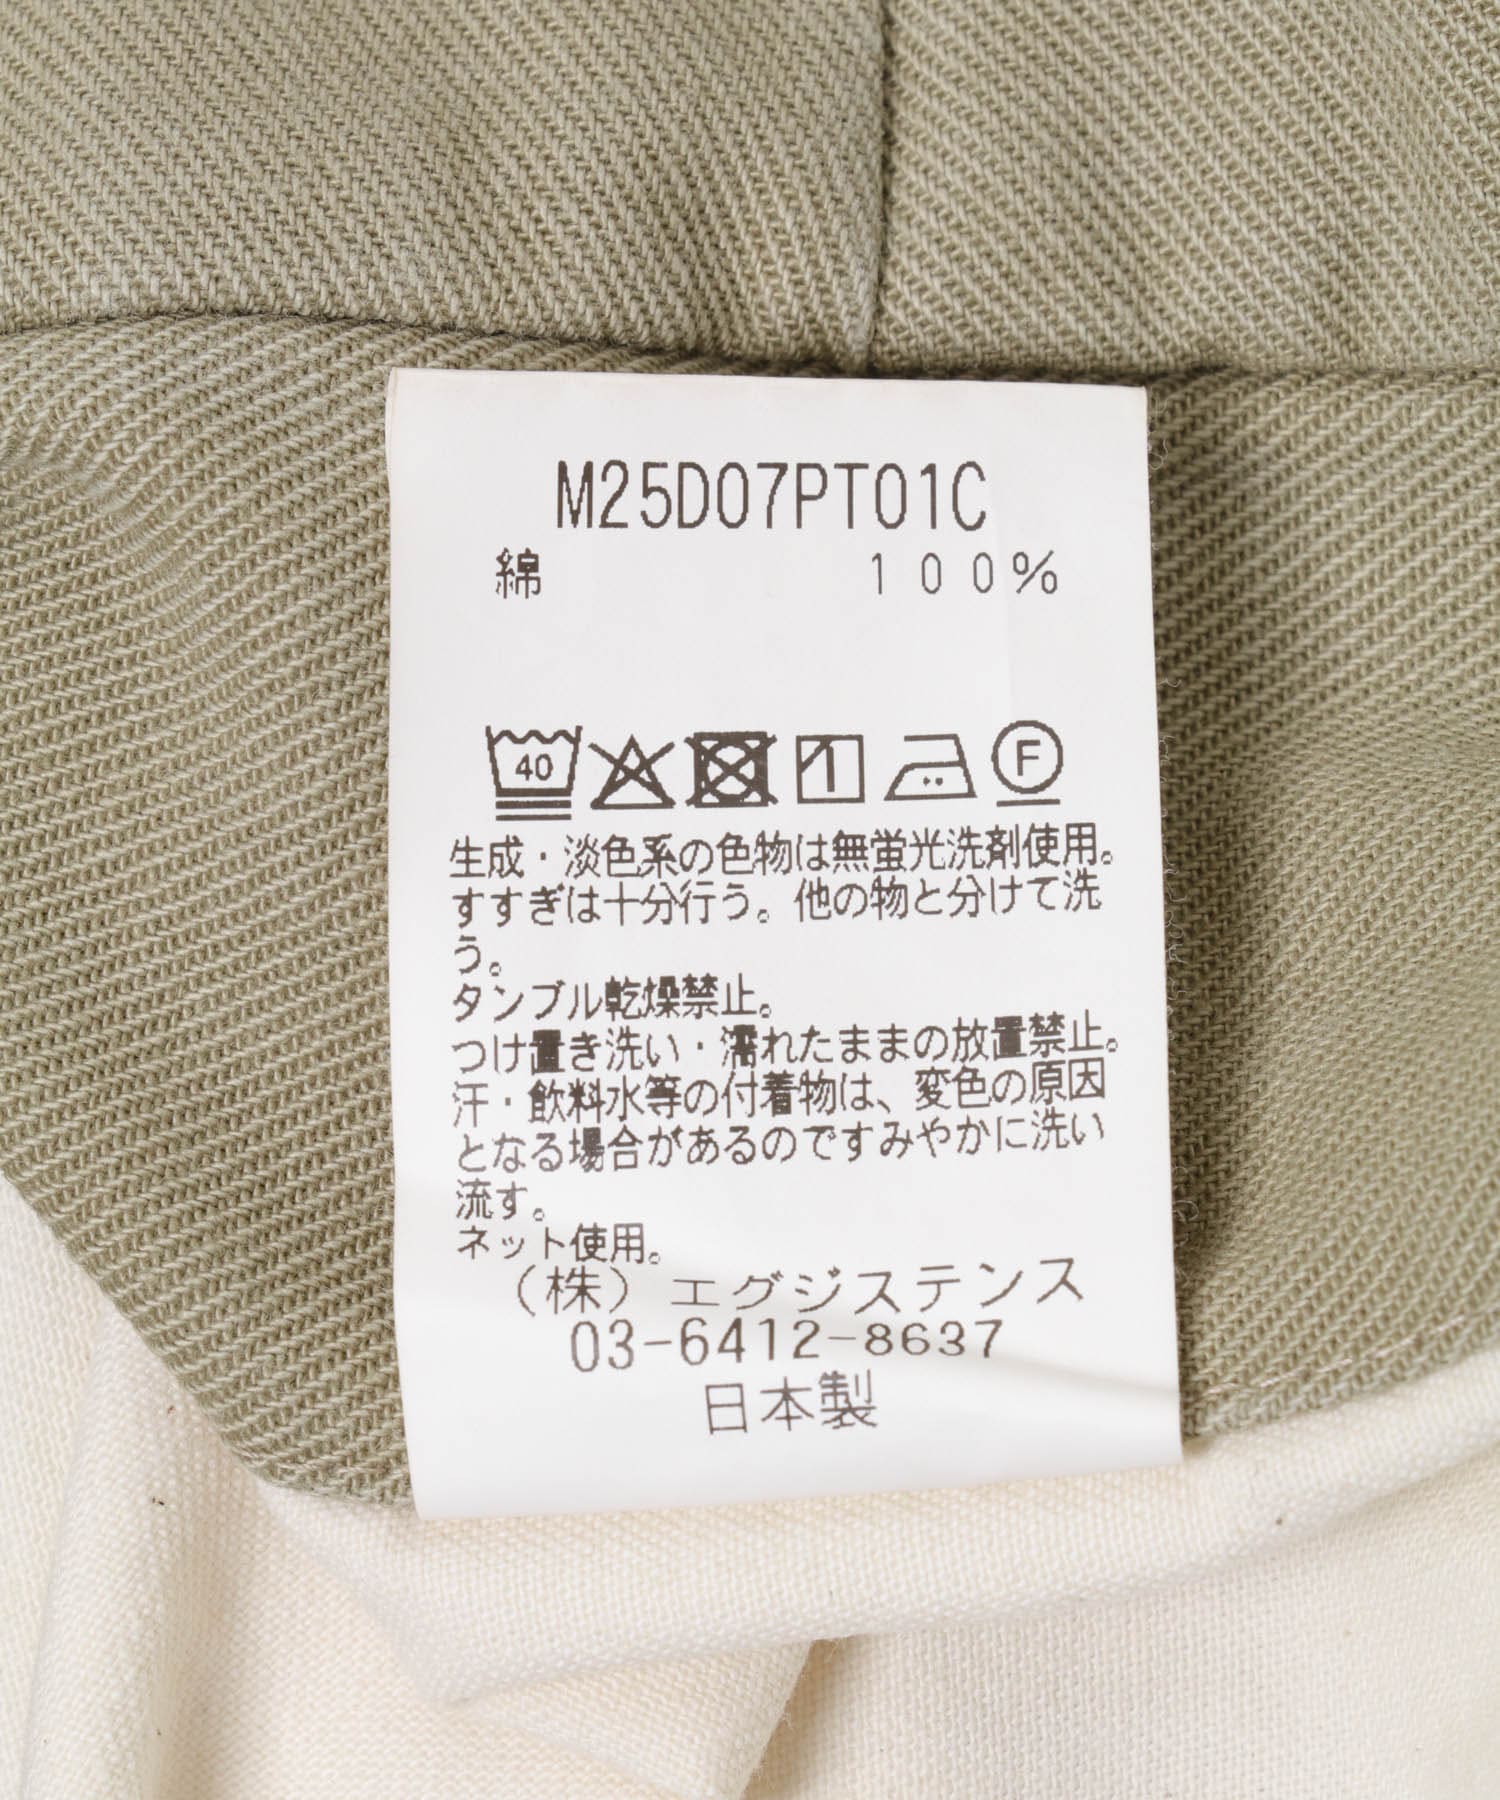 M25D07PT01C
綿 100%
40 F
生成・淡色系の色物は無蛍光洗剤使用。
すすぎは十分行う。他の物と分けて洗
う。
タンブル乾燥禁止。
つけ置き洗い・濡れたままの放置禁止。
汗・飲料水等の付着物は、変色の原因
となる場合があるのですみやかに洗い
流す。
ネット使用。
(株)エグジステンス
03-6412-8637
日本製